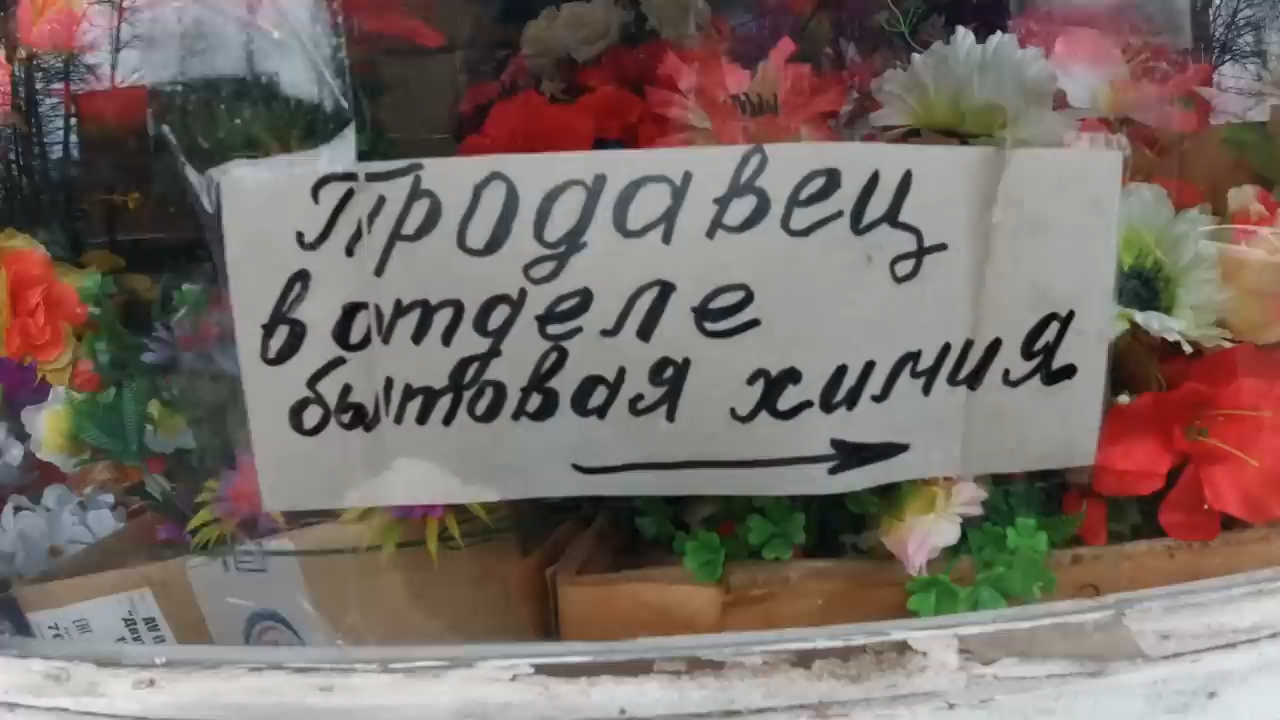 Продавец
в отделе
бытовая химия